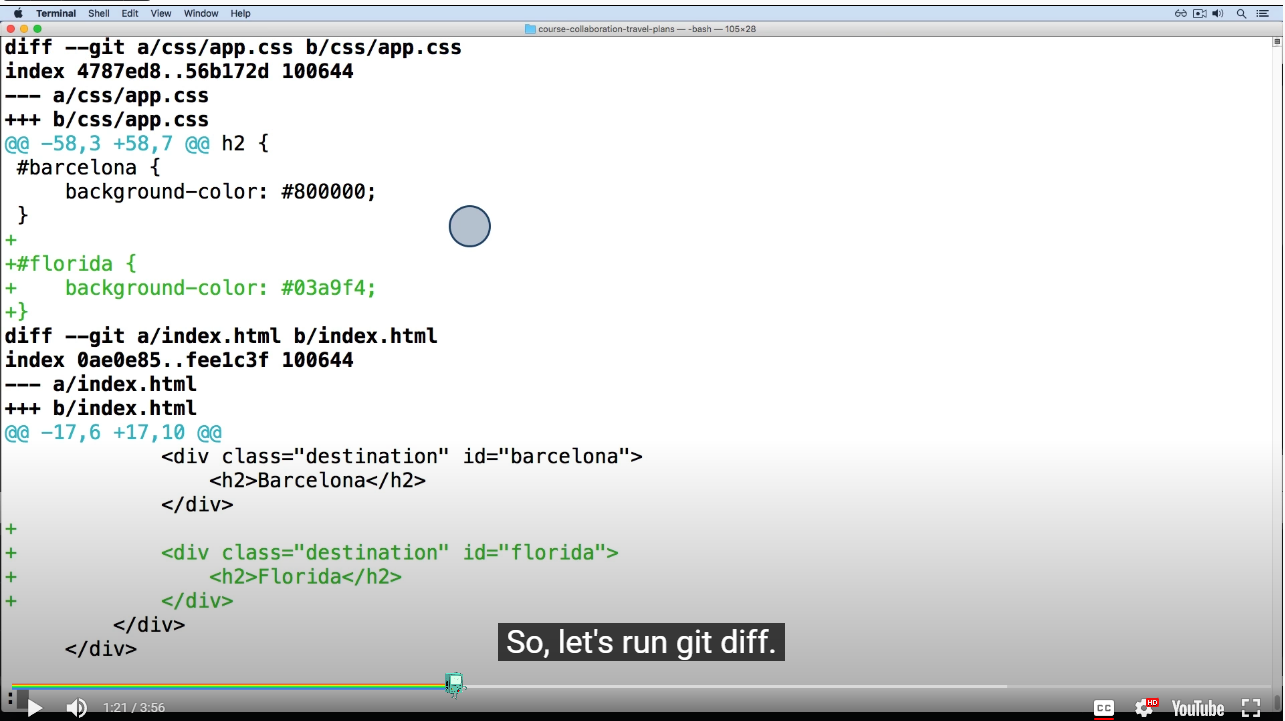 Terminal Shell Edit View Window Help
course-collaboration-travel-plans — -bash — 105×28
diff --git a/css/app.css b/css/app.css
index 4787ed8..56b172d 100644
--- a/css/app.css
+++ b/css/app.css
@@ -58,3 +58,7 @@ h2 {
 #barcelona {
     background-color: #800000;
 }
+
+#florida {
+    background-color: #03a9f4;
+}
diff --git a/index.html b/index.html
index 0ae0e85..fee1c3f 100644
--- a/index.html
+++ b/index.html
@@ -17,6 +17,10 @@
             <div class="destination" id="barcelona">
                 <h2>Barcelona</h2>
             </div>
+
+            <div class="destination" id="florida">
+                <h2>Florida</h2>
+            </div>
         </div>
     </div>
So, let's run git diff.
:
1:21 / 3:56
CC
HD
YouTube